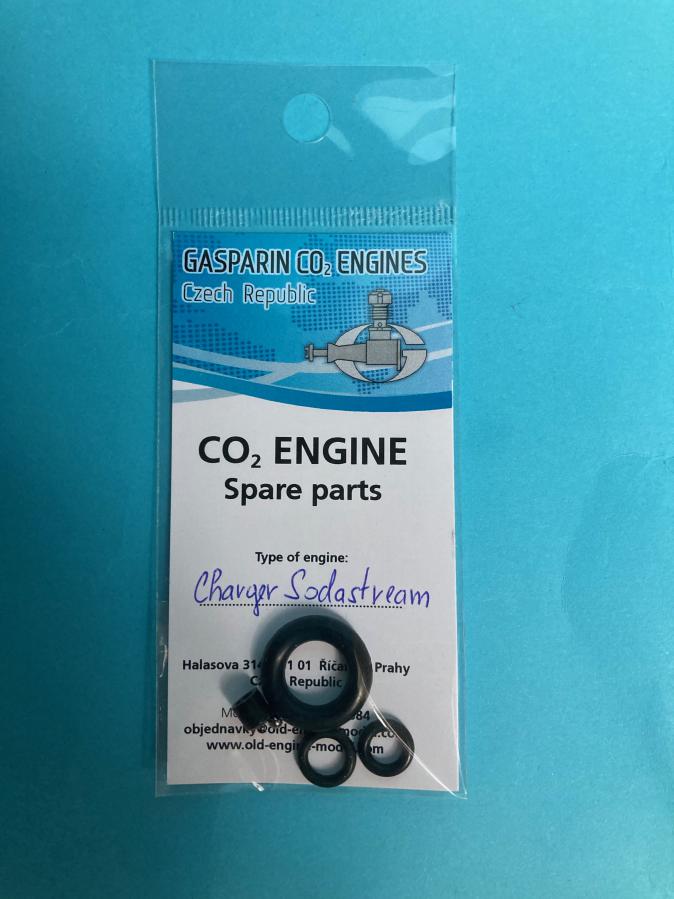 GASPARIN CO₂ ENGINES
Czech Republic
CO₂ ENGINE
Spare parts
Type of engine:
Charger Sodastream
Halasova Prahy
Republic
84
www.old-engine-